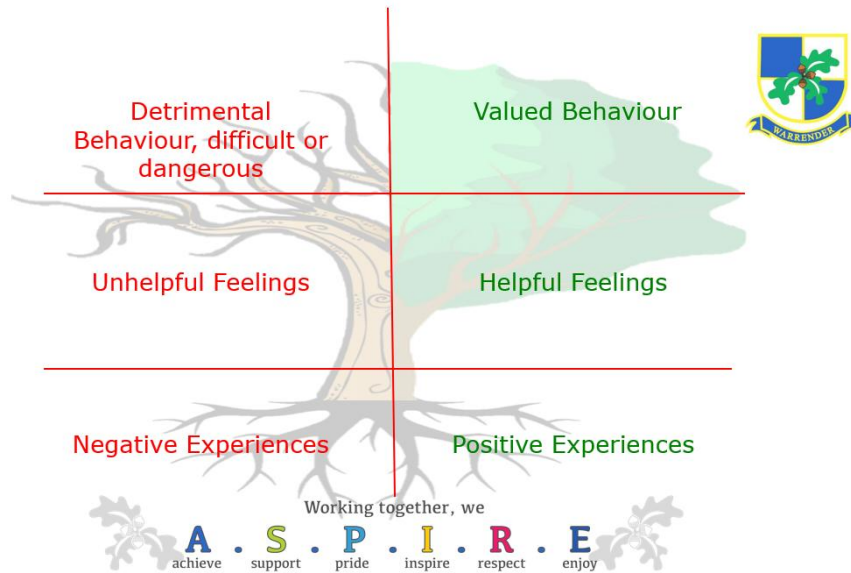 Detrimental
Behaviour, difficult or
dangerous
Valued Behaviour
WARRENDER
Unhelpful Feelings
Helpful Feelings
Negative Experiences
Positive Experiences
Working together, we
A . S . P . I . R . E
achieve support pride inspire respect enjoy